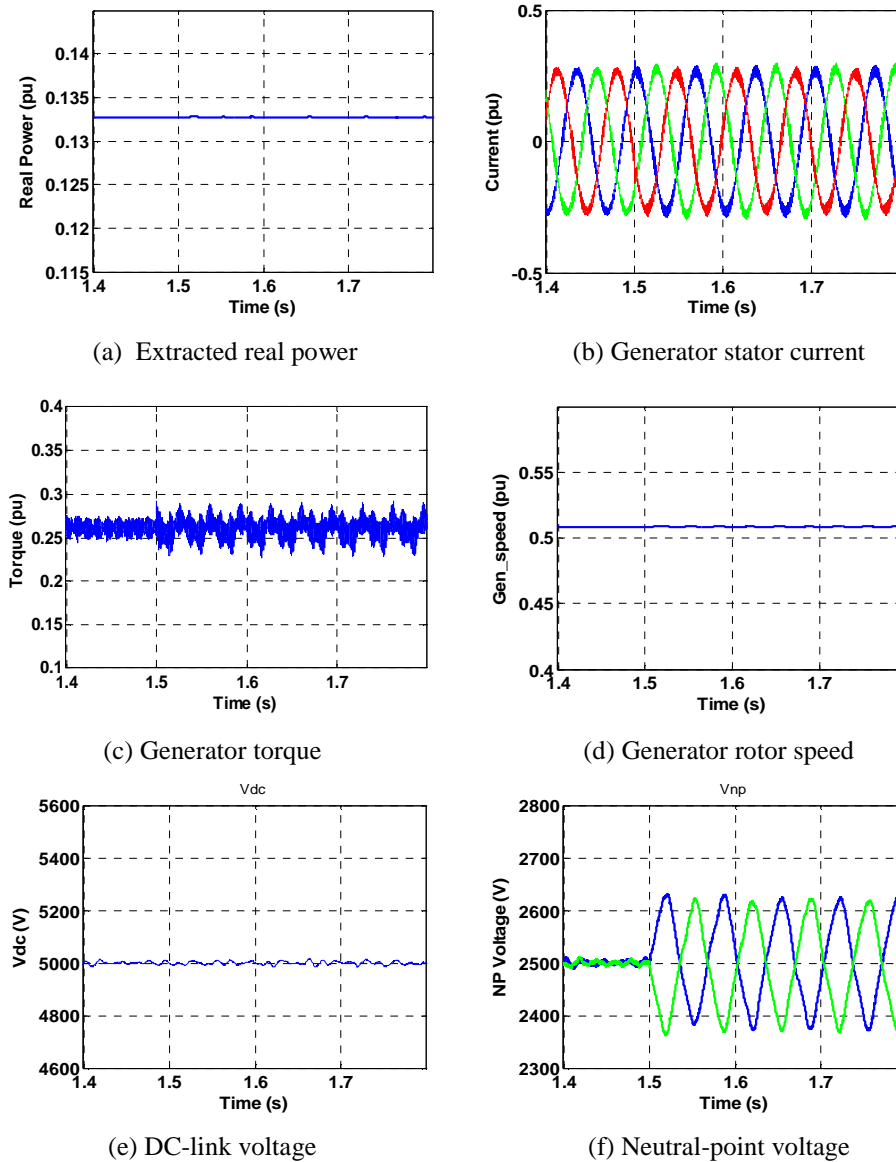 0.144
0.133
0.13
0.125
0.12
0.115
Real Power (pu)
1.4 1.5 1.6 1.7
Time (s)
(a) Extracted real power
0.5
0
-0.5
Current (pu)
1.4 1.5 1.6 1.7
Time (s)
(b) Generator stator current
0.4
0.35
0.3
0.25
0.2
0.15
0.1
Torque (pu)
1.4 1.5 1.6 1.7
Time (s)
(c) Generator torque
0.55
0.5
0.45
0.4
Gen_speed (pu)
1.4 1.5 1.6 1.7
Time (s)
(d) Generator rotor speed
Vdc
5600
5400
5200
5000
4800
4600
Vdc (V)
1.4 1.5 1.6 1.7
Time (s)
(e) DC-link voltage
Vnp
2800
2700
2600
2500
2400
2300
NP Voltage (V)
1.4 1.5 1.6 1.7
Time (s)
(f) Neutral-point voltage